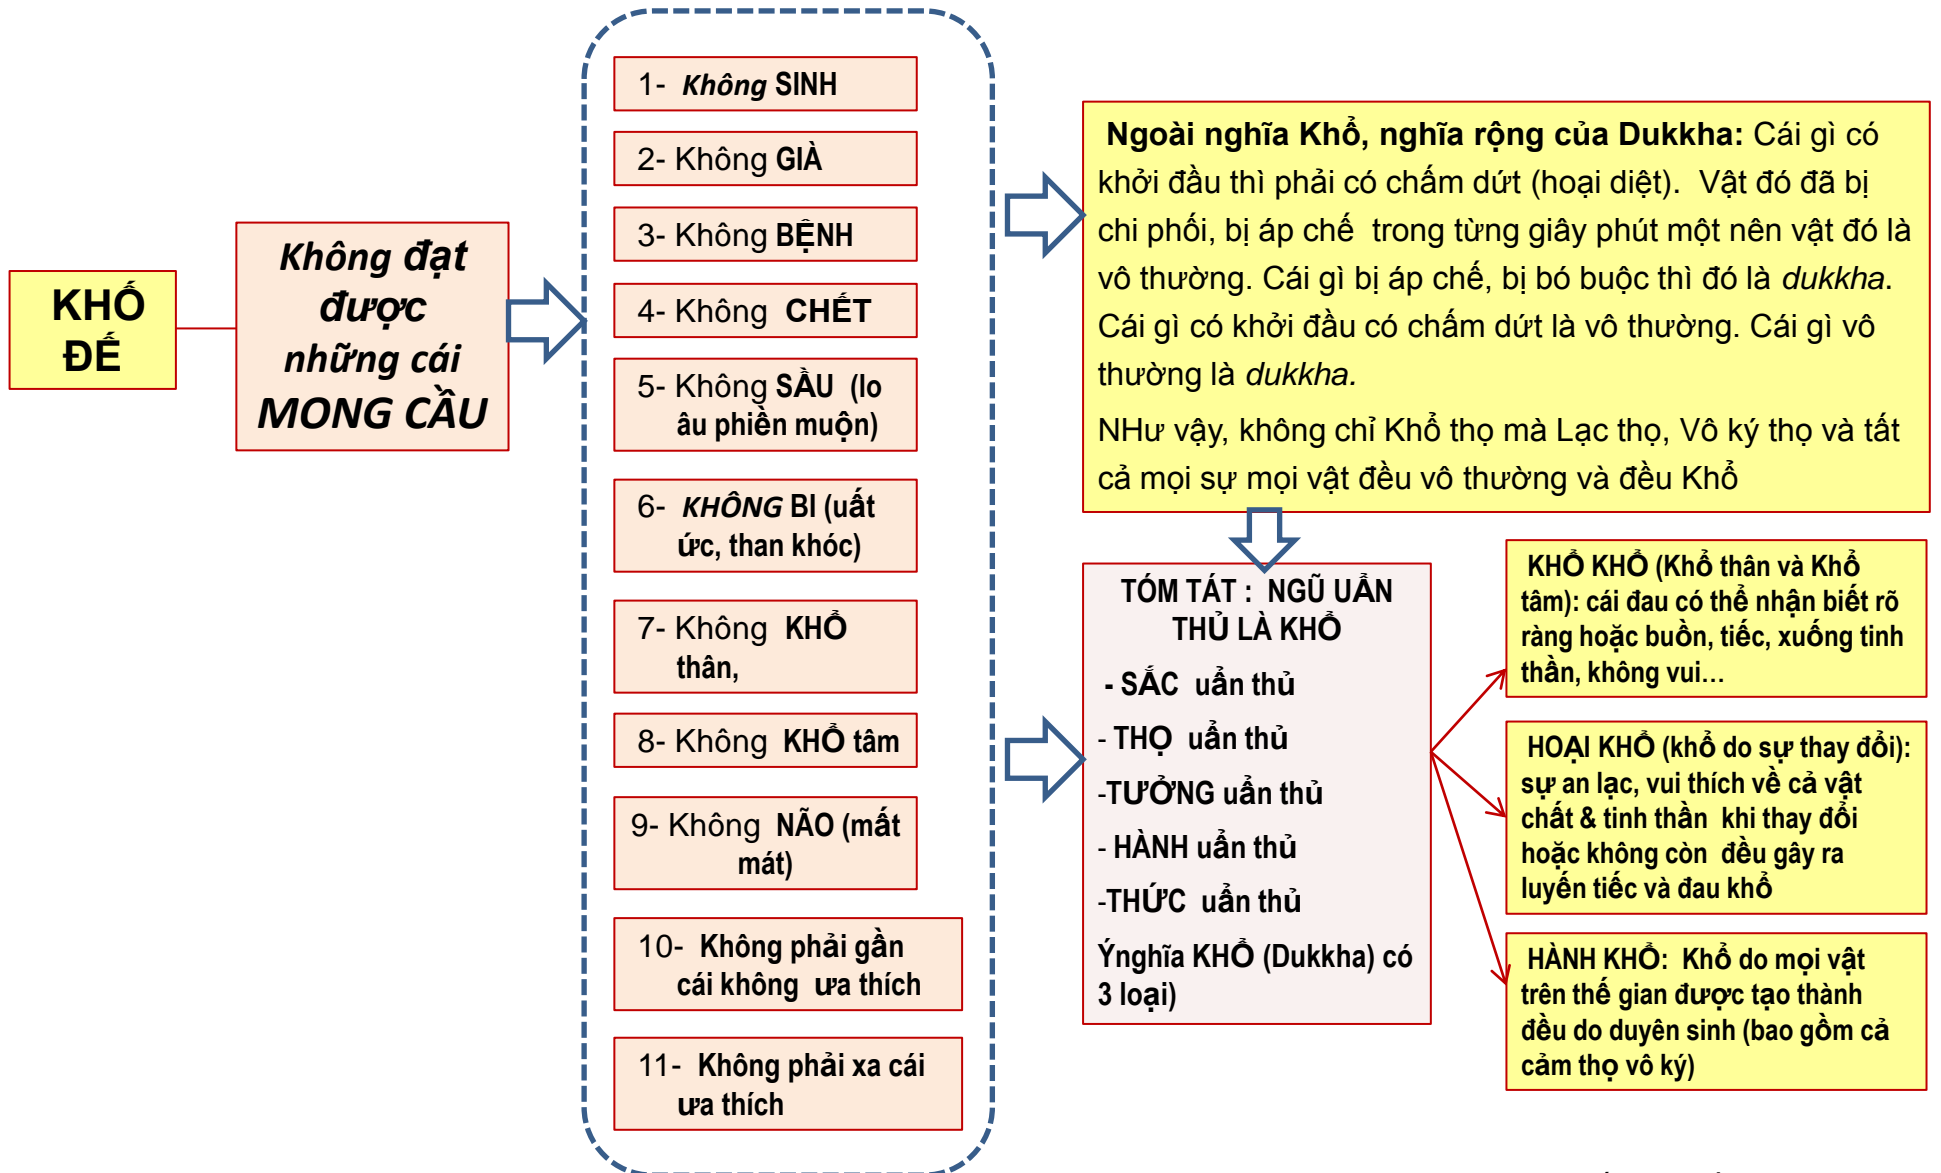 KHỔ
ĐẾ
Không đạt
được
những cái
MONG CẦU
1- Không SINH
2- Không GIÀ
3- Không BỆNH
4- Không CHẾT
5- Không SẦU (lo
âu phiền muộn)
6- KHÔNG BI (uất
ức, than khóc)
7- Không KHỔ
thân,
8- Không KHỔ tâm
9- Không NÃO (mất
mát)
10- Không phải gần
cái không ưa thích
11- Không phải xa cái
ưa thích
Ngoài nghĩa Khổ, nghĩa rộng của Dukkha: Cái gì có
khởi đầu thì phải có chấm dứt (hoại diệt). Vật đó đã bị
chi phối, bị áp chế trong từng giây phút một nên vật đó là
vô thường. Cái gì bị áp chế, bị bó buộc thì đó là dukkha.
Cái gì có khởi đầu có chấm dứt là vô thường. Cái gì vô
thường là dukkha.
NHư vậy, không chỉ Khổ thọ mà Lạc thọ, Vô ký thọ và tất
cả mọi sự mọi vật đều vô thường và đều Khổ
TÓM TÁT : NGŨ UẨN
THỦ LÀ KHỔ
- SẮC uẩn thủ
- THỌ uẩn thủ
-TƯỞNG uẩn thủ
- HÀNH uẩn thủ
-THỨC uẩn thủ
Ýnghĩa KHỔ (Dukkha) có
3 loại)
KHỔ KHỔ (Khổ thân và Khổ
tâm): cái đau có thể nhận biết rõ
ràng hoặc buồn, tiếc, xuống tinh
thần, không vui...
HOẠI KHỔ (khổ do sự thay đổi):
sự an lạc, vui thích về cả vật
chất & tinh thần khi thay đổi
hoặc không còn đều gây ra
luyến tiếc và đau khổ
HÀNH KHỔ: Khổ do mọi vật
trên thế gian được tạo thành
đều do duyên sinh (bao gồm cả
cảm thọ vô ký)